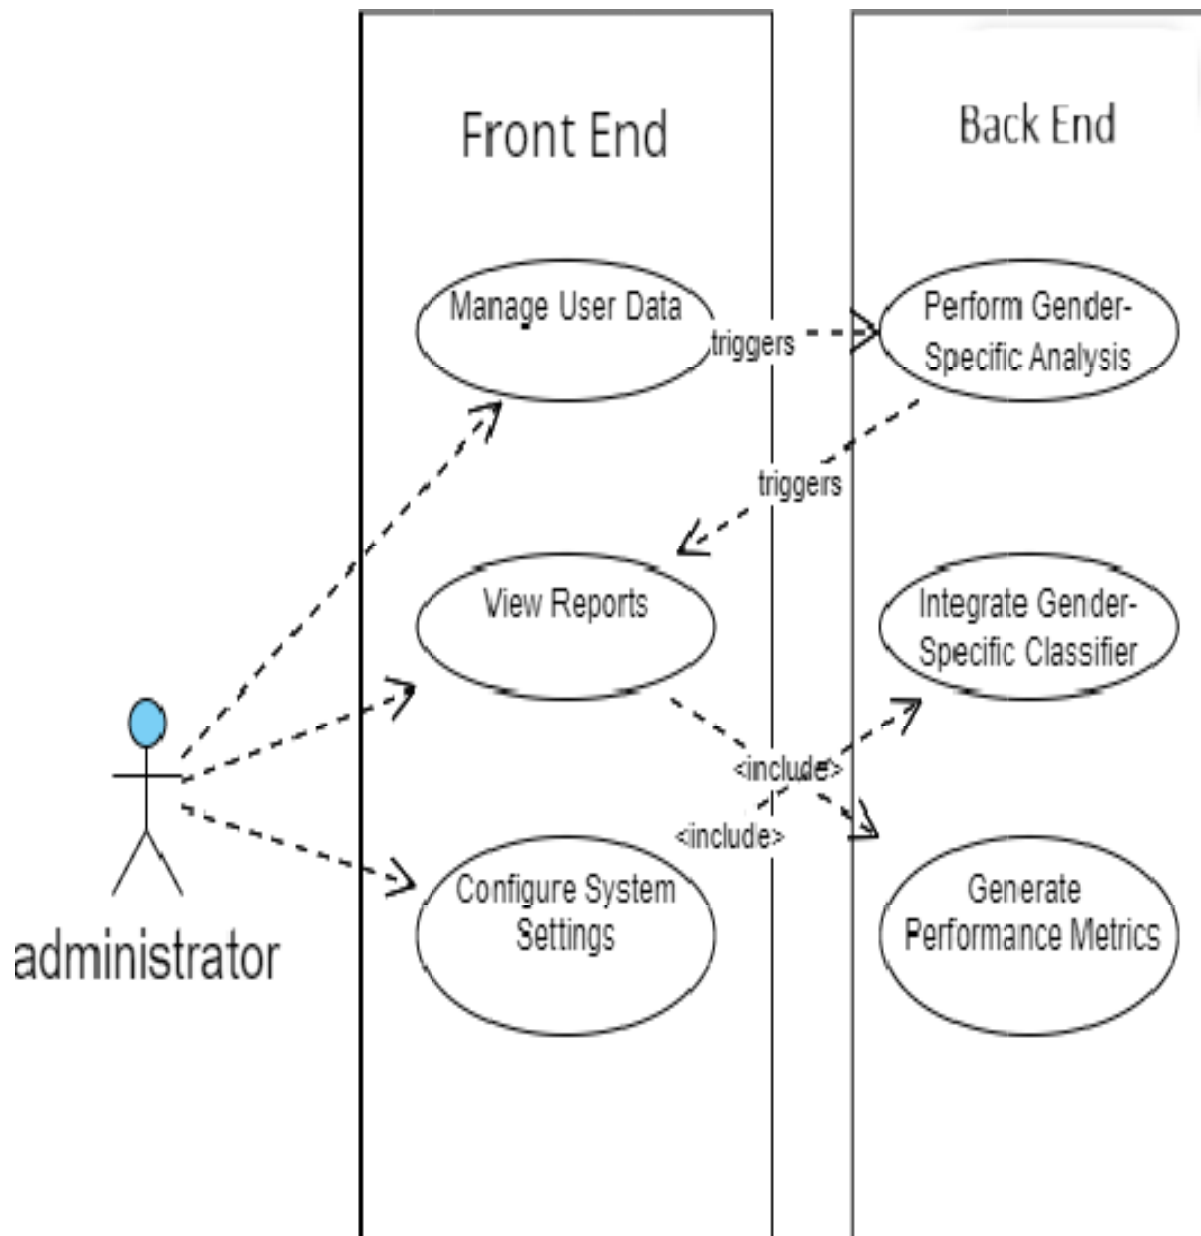 Front End
Back End
Manage User Data
triggers
Perform Gender-
Specific Analysis
triggers
View Reports
Integrate Gender-
Specific Classifier
<include>
<include>
Configure System
Settings
Generate
Performance Metrics
administrator